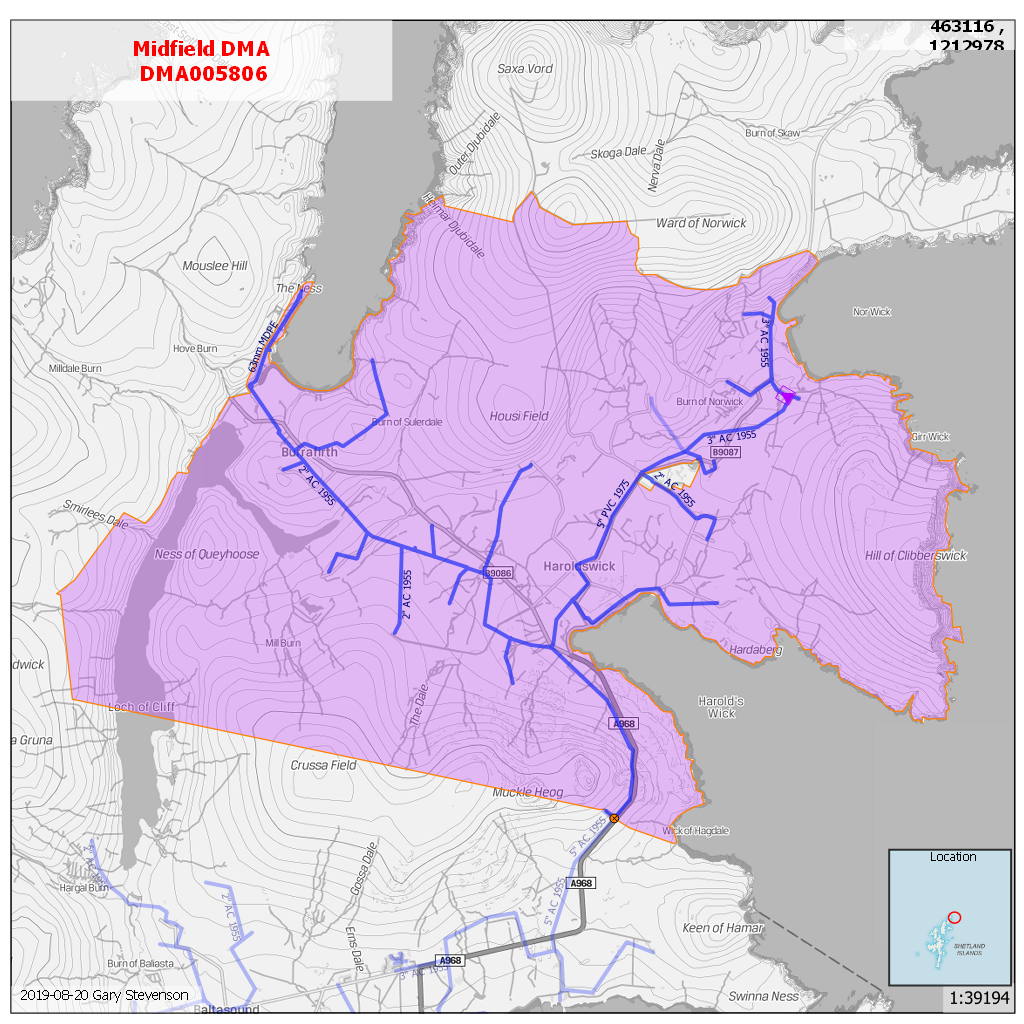 Midfield DMA
DMA005806
463116 ,
1212978
Saxa Vord
Outer Djubidale
Burn of Skaw
Skoga Dale
Nerva Dale
Heimar Djubidale
Ward of Norwick
Mouslee Hill
The Ness
Nor Wick
63mm MDPE
3" AC 1955
Hove Burn
Milldale Burn
Burn of Norwick
Housi Field
Burn of Sulerdale
3" AC 1955
Girr Wick
B9087
Burrafirth
2" AC 1955
2" AC 1955
Smirlees Dale
5" PVC 1975
Ness of Queyhoose
Hill of Clibberswick
Haroldswick
B9086
2" AC 1955
Mill Burn
Hardaberg
dwick
The Dale
Harold's
Wick
Loch of Cliff
A968
a Gruna
Crussa Field
Muckle Heog
Wick of Hagdale
5" AC 1955
2" AC 1955
Gossa Dale
Location
A968
Hargal Burn
2" AC 1955
5" AC 1955
Keen of Hamar
Erns Dale
SHETLAND
ISLANDS
Burn of Baliasta
A968
3" AC 1955
2019-08-20 Gary Stevenson
Swinna Ness
1:39194
Baltasound